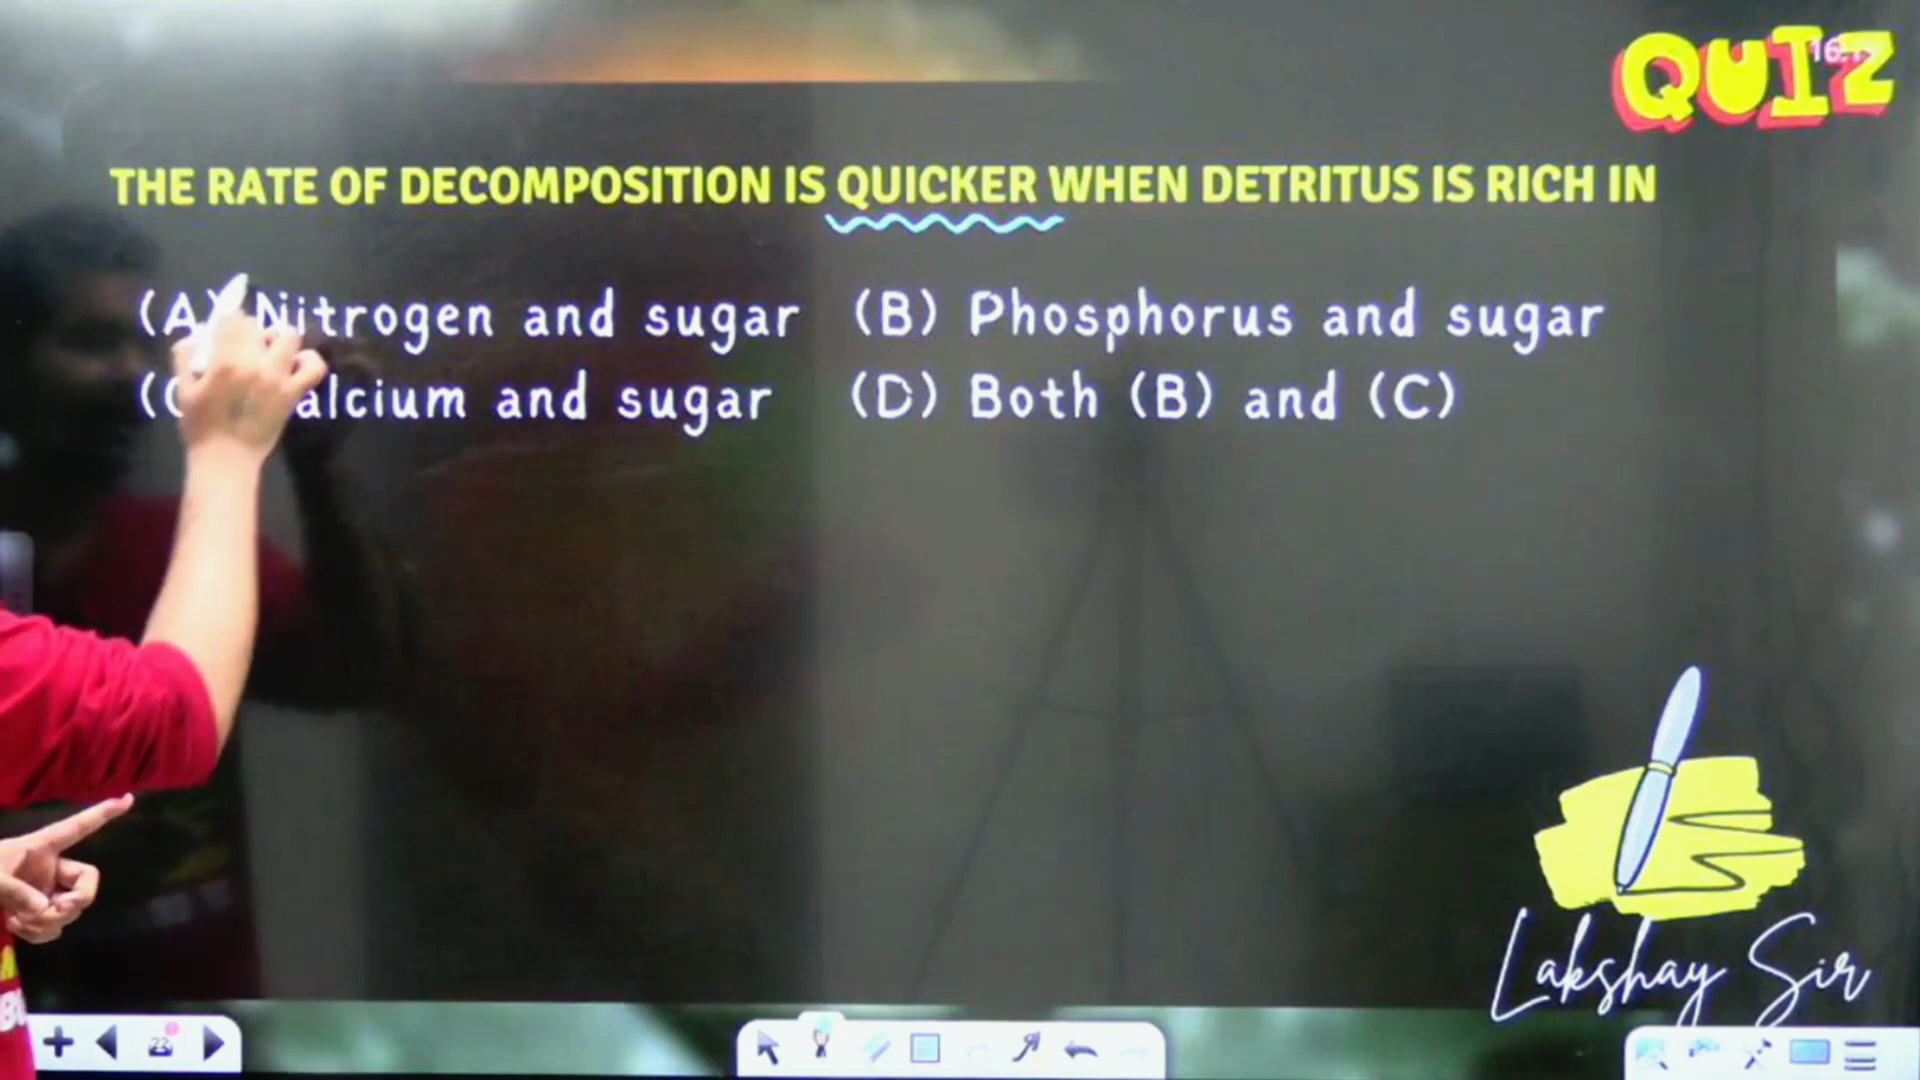 QUIZ
THE RATE OF DECOMPOSITION IS QUICKER WHEN DETRITUS IS RICH IN
(A) Nitrogen and sugar (B) Phosphorus and sugar
and sugar (D) Both (B) and (C)
Lakshay Sir
22